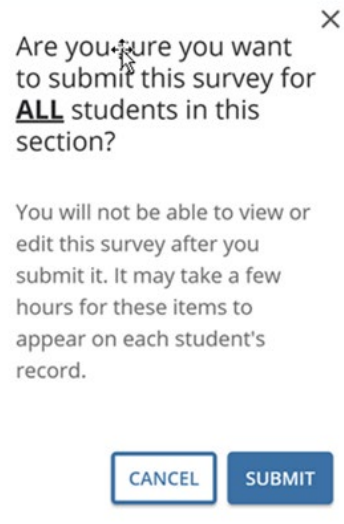 Are you sure you want
to submit this survey for
ALL students in this
section?
You will not be able to view or
edit this survey after you
submit it. It may take a few
hours for these items to
appear on each student's
record.
CANCEL SUBMIT